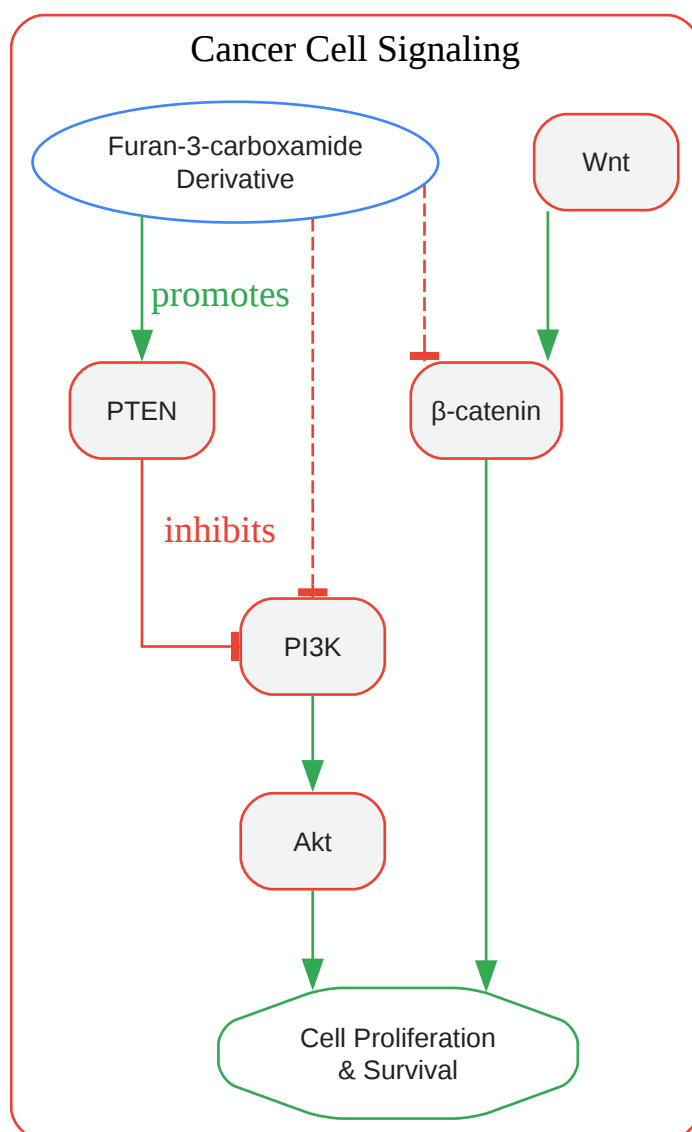 Cancer Cell Signaling
Furan-3-carboxamide
Derivative
Wnt
promotes
PTEN
β-catenin
inhibits
PI3K
Akt
Cell Proliferation
& Survival